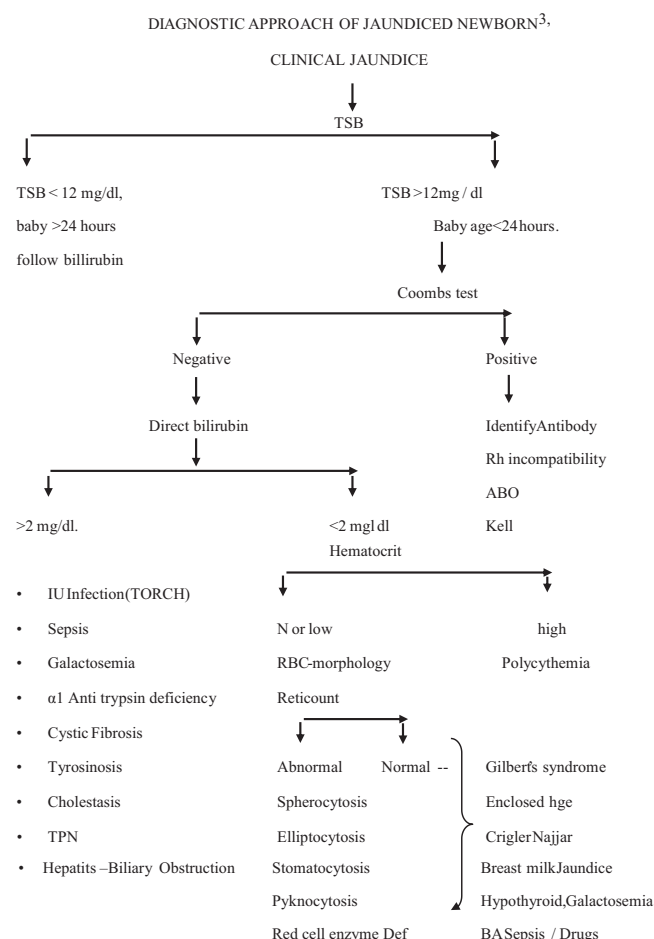 DIAGNOSTIC APPROACH OF JAUNDICED NEWBORN3,
CLINICAL JAUNDICE
TSB
TSB < 12 mg/dl,
baby >24 hours
follow billirubin
TSB>12mg / dl
Baby age<24hours.
Coombs test
Negative
Positive
Direct bilirubin
IdentifyAntibody
Rh incompatibility
ABO
Kell
>2 mg/dl.
<2 mgl dl
Hematocrit
• IU Infection(TORCH)
• Sepsis
• Galactosemia
• α1 Anti trypsin deficiency
• Cystic Fibrosis
• Tyrosinosis
• Cholestasis
• TPN
• Hepatits –Biliary Obstruction
N or low
RBC-morphology
Reticount
high
Polycythemia
Abnormal
Spherocytosis
Elliptocytosis
Stomatocytosis
Pyknocytosis
Red cell enzyme Def
Normal --
Gilbert's syndrome
Enclosed hge
CriglerNajjar
Breast milkJaundice
Hypothyroid,Galactosemia
BASepsis / Drugs